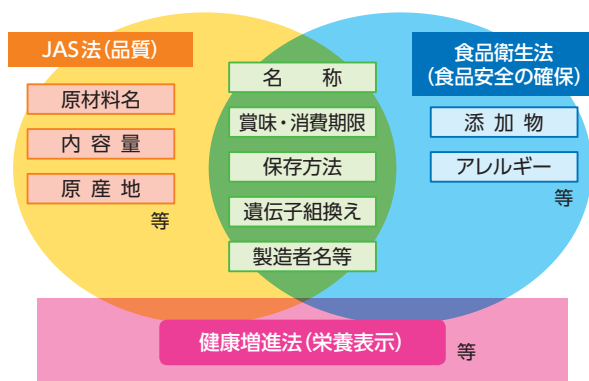 JAS法(品質)
原材料名
内容量
原産地
等
名　称
賞味・消費期限
保存方法
遺伝子組換え
製造者名等
食品衛生法
(食品安全の確保)
添加物
アレルギー
等
健康増進法(栄養表示)
等